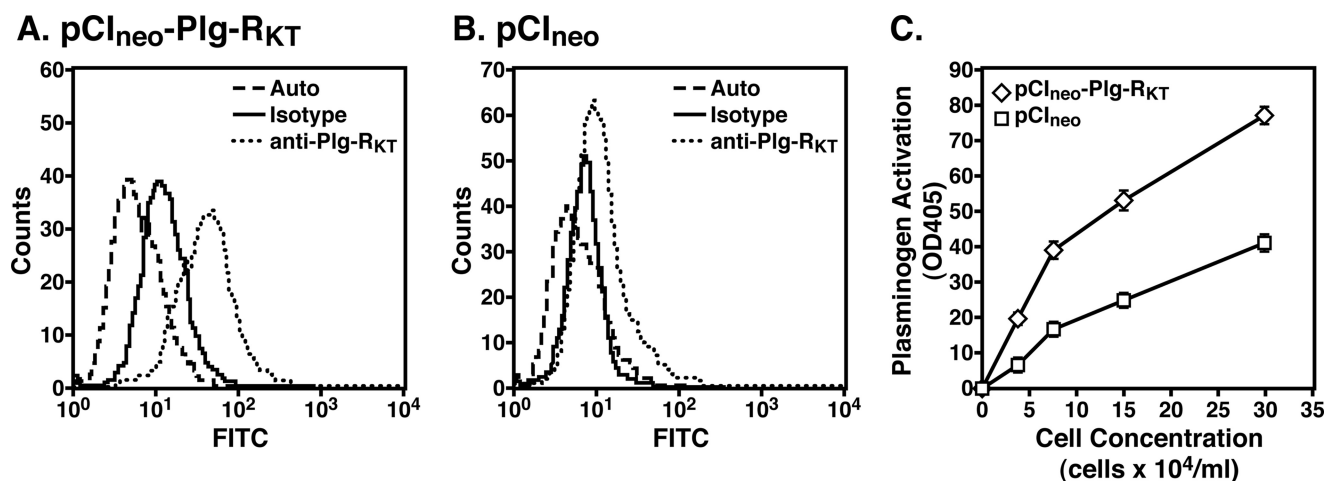 A. pCIneo-Plg-RKT
60
50
40
30
20
10
0
Counts
10^0 10^1 10^2 10^3 10^4
FITC
Auto
Isotype
anti-Plg-RKT
B. pCIneo
70
60
50
40
30
20
10
0
Counts
10^0 10^1 10^2 10^3 10^4
FITC
Auto
Isotype
anti-Plg-RKT
C.
90
80
70
60
50
40
30
20
10
0
Plasminogen Activation
(OD405)
pCIneo-Plg-RKT
pCIneo
0 5 10 15 20 25 30 35
Cell Concentration
(cells x 10^4/ml)